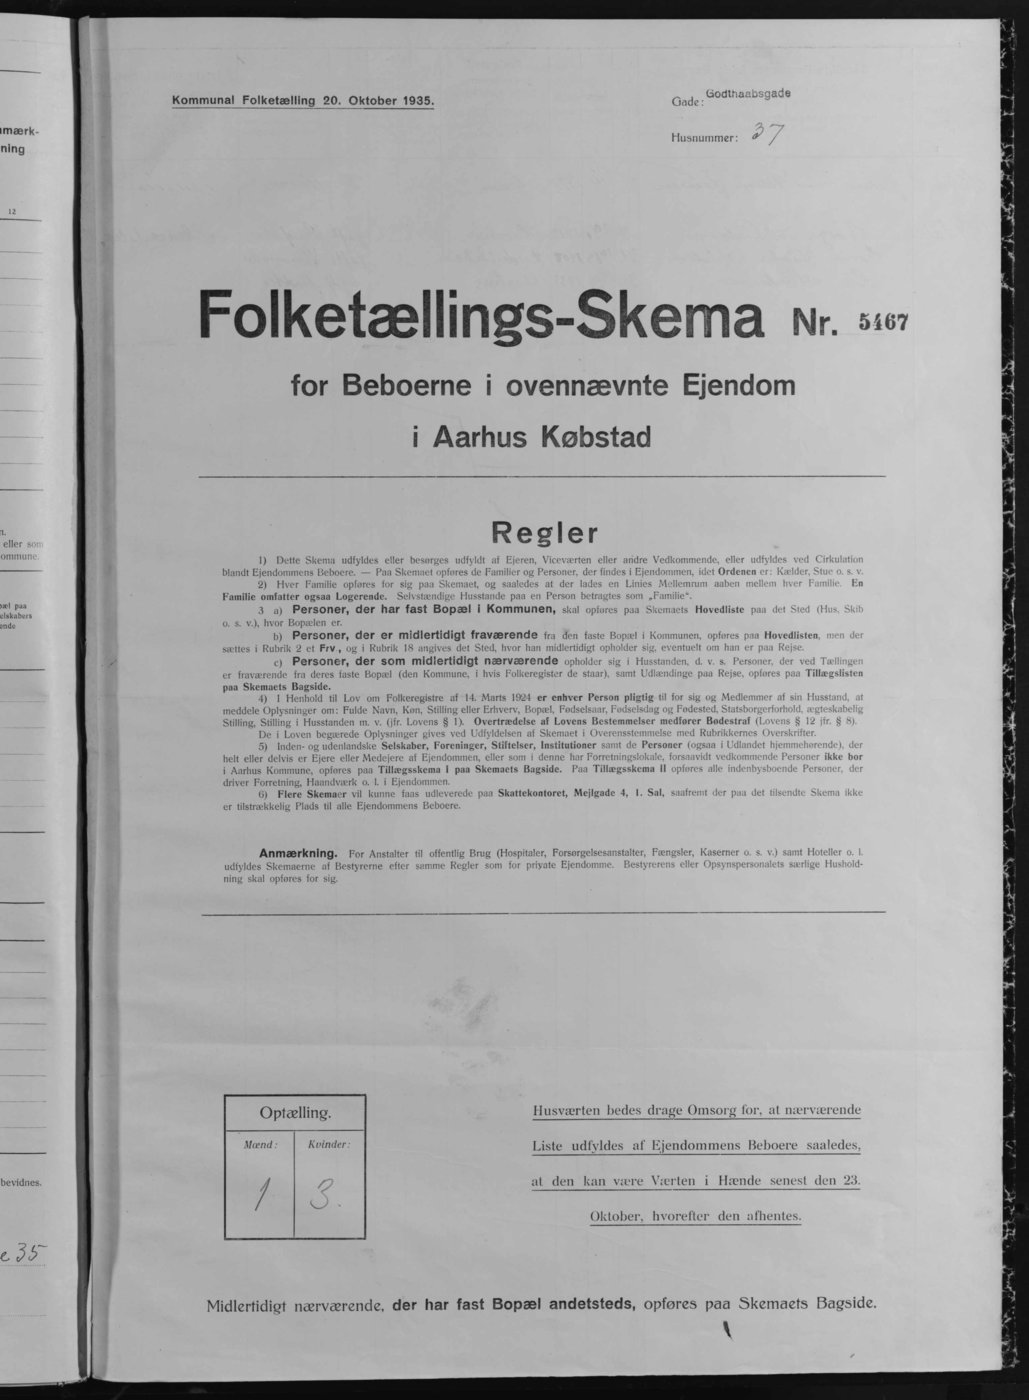 mærk-
ning
12
eller som
ommune.
pæl paa
elskabers
ende
bevidnes.
e 35
Kommunal Folketælling 20. Oktober 1935.
Gade: Godthaabsgade
Husnummer: 37
Folketællings-Skema Nr. 5467
for Beboerne i ovennævnte Ejendom
i Aarhus Købstad
Regler
1) Dette Skema udfyldes eller besørges udfyldt af Ejeren, Viceværten eller andre Vedkommende, eller udfyldes ved Cirkulation
blandt Ejendommens Beboere. — Paa Skemaet opføres de Familier og Personer, der findes i Ejendommen, idet Ordenen er: Kælder, Stue o. s. v.
2) Hver Familie opføres for sig paa Skemaet, og saaledes at der lades en Linies Mellemrum aaben mellem hver Familie. En
Familie omfatter ogsaa Logerende. Selvstændige Husstande paa en Person betragtes som „Familie“.
3 a) Personer, der har fast Bopæl i Kommunen, skal opføres paa Skemaets Hovedliste paa det Sted (Hus, Skib
o. s. v.), hvor Bopælen er.
b) Personer, der er midlertidigt fraværende fra den faste Bopæl i Kommunen, opføres paa Hovedlisten, men der
sættes i Rubrik 2 et Frv., og i Rubrik 18 angives det Sted, hvor han midlertidigt opholder sig, eventuelt om han er paa Rejse.
c) Personer, der som midlertidigt nærværende opholder sig i Husstanden, d. v. s. Personer, der ved Tællingen
er fraværende fra deres faste Bopæl (den Kommune, i hvis Folkeregister de staar), samt Udlændinge paa Rejse, opføres paa Tillægslisten
paa Skemaets Bagside.
4) I Henhold til Lov om Folkeregistre af 14. Marts 1924 er enhver Person pligtig til for sig og Medlemmer af sin Husstand, at
meddele Oplysninger om: Fulde Navn, Køn, Stilling eller Erhverv, Bopæl, Fødselsaar, Fødselsdag og Fødested, Statsborgerforhold, ægteskabelig
Stilling, Stilling i Husstanden m. v. (jfr. Lovens § 1). Overtrædelse af Lovens Bestemmelser medfører Bødestraf (Lovens § 12 jfr. § 8).
De i Loven begærede Oplysninger gives ved Udfyldelsen af Skemaet i Overensstemmelse med Rubrikkernes Overskrifter.
5) Inden- og udenlandske Selskaber, Foreninger, Stiftelser, Institutioner samt de Personer (ogsaa i Udlandet hjemmehørende), der
helt eller delvis er Ejere eller Medejere af Ejendommen, eller som i denne har Forretningslokale, forsaavidt vedkommende Personer ikke bor
i Aarhus Kommune, opføres paa Tillægsskema I paa Skemaets Bagside. Paa Tillægsskema II opføres alle indenbysboende Personer, der
driver Forretning, Haandværk o. l. i Ejendommen.
6) Flere Skemaer vil kunne faas udleverede paa Skattekontoret, Mejlgade 4, 1. Sal, saafremt der paa det tilsendte Skema ikke
er tilstrækkelig Plads til alle Ejendommens Beboere.
Anmærkning. For Anstalter til offentlig Brug (Hospitaler, Forsørgelsesanstalter, Fængsler, Kaserner o. s. v.) samt Hoteller o. l.
udfyldes Skemaerne af Bestyrerne efter samme Regler som for private Ejendomme. Bestyrerens eller Opsynspersonalets særlige Hushold-
ning skal opføres for sig.
Optælling.
Mænd: Kvinder:
1 3.
Husværten bedes drage Omsorg for, at nærværende
Liste udfyldes af Ejendommens Beboere saaledes,
at den kan være Værten i Hænde senest den 23.
Oktober, hvorefter den afhentes.
Midlertidigt nærværende, der har fast Bopæl andetsteds, opføres paa Skemaets Bagside.